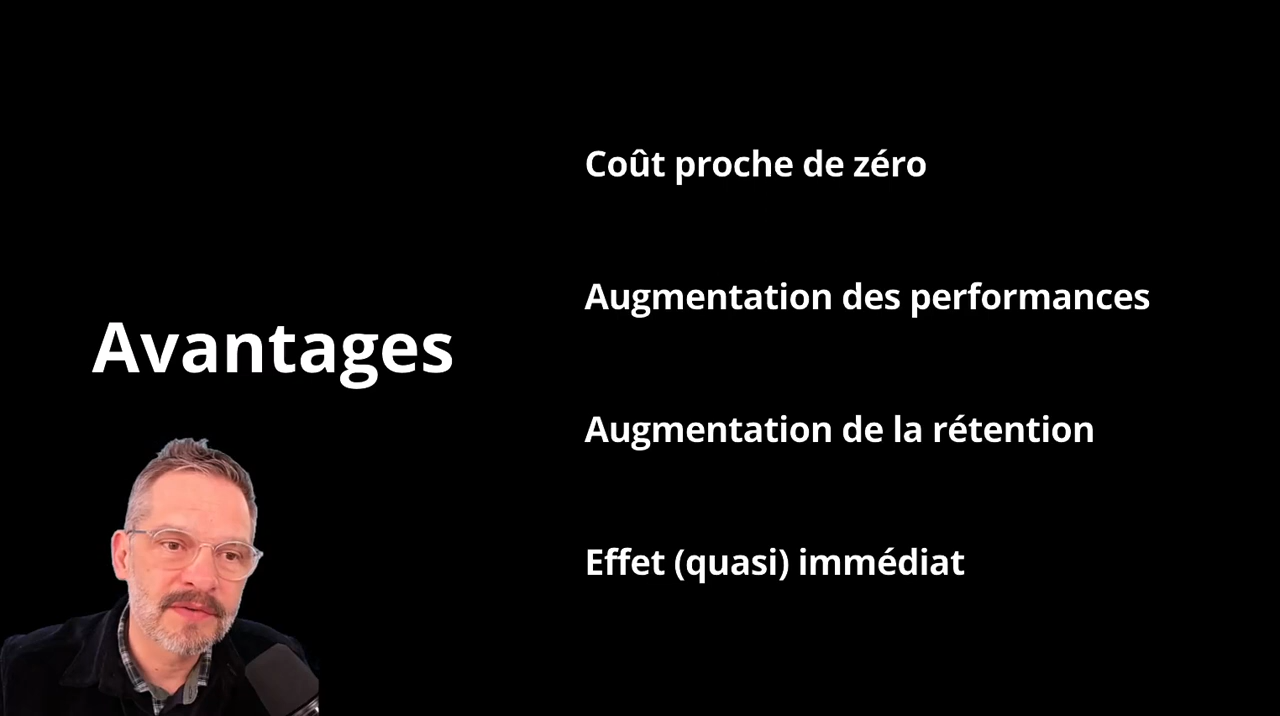 Avantages
Coût proche de zéro
Augmentation des performances
Augmentation de la rétention
Effet (quasi) immédiat